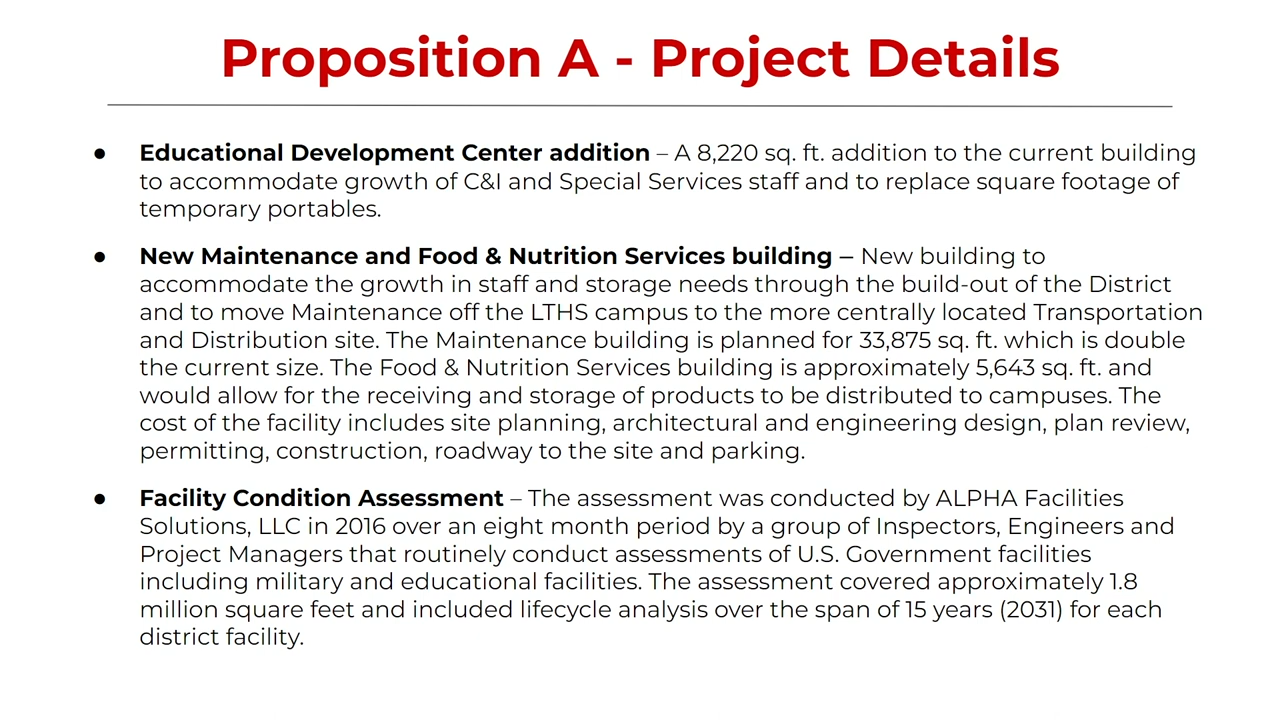 Proposition A - Project Details
● Educational Development Center addition – A 8,220 sq. ft. addition to the current building
to accommodate growth of C&I and Special Services staff and to replace square footage of
temporary portables.
● New Maintenance and Food & Nutrition Services building – New building to
accommodate the growth in staff and storage needs through the build-out of the District
and to move Maintenance off the LTHS campus to the more centrally located Transportation
and Distribution site. The Maintenance building is planned for 33,875 sq. ft. which is double
the current size. The Food & Nutrition Services building is approximately 5,643 sq. ft. and
would allow for the receiving and storage of products to be distributed to campuses. The
cost of the facility includes site planning, architectural and engineering design, plan review,
permitting, construction, roadway to the site and parking.
● Facility Condition Assessment – The assessment was conducted by ALPHA Facilities
Solutions, LLC in 2016 over an eight month period by a group of Inspectors, Engineers and
Project Managers that routinely conduct assessments of U.S. Government facilities
including military and educational facilities. The assessment covered approximately 1.8
million square feet and included lifecycle analysis over the span of 15 years (2031) for each
district facility.